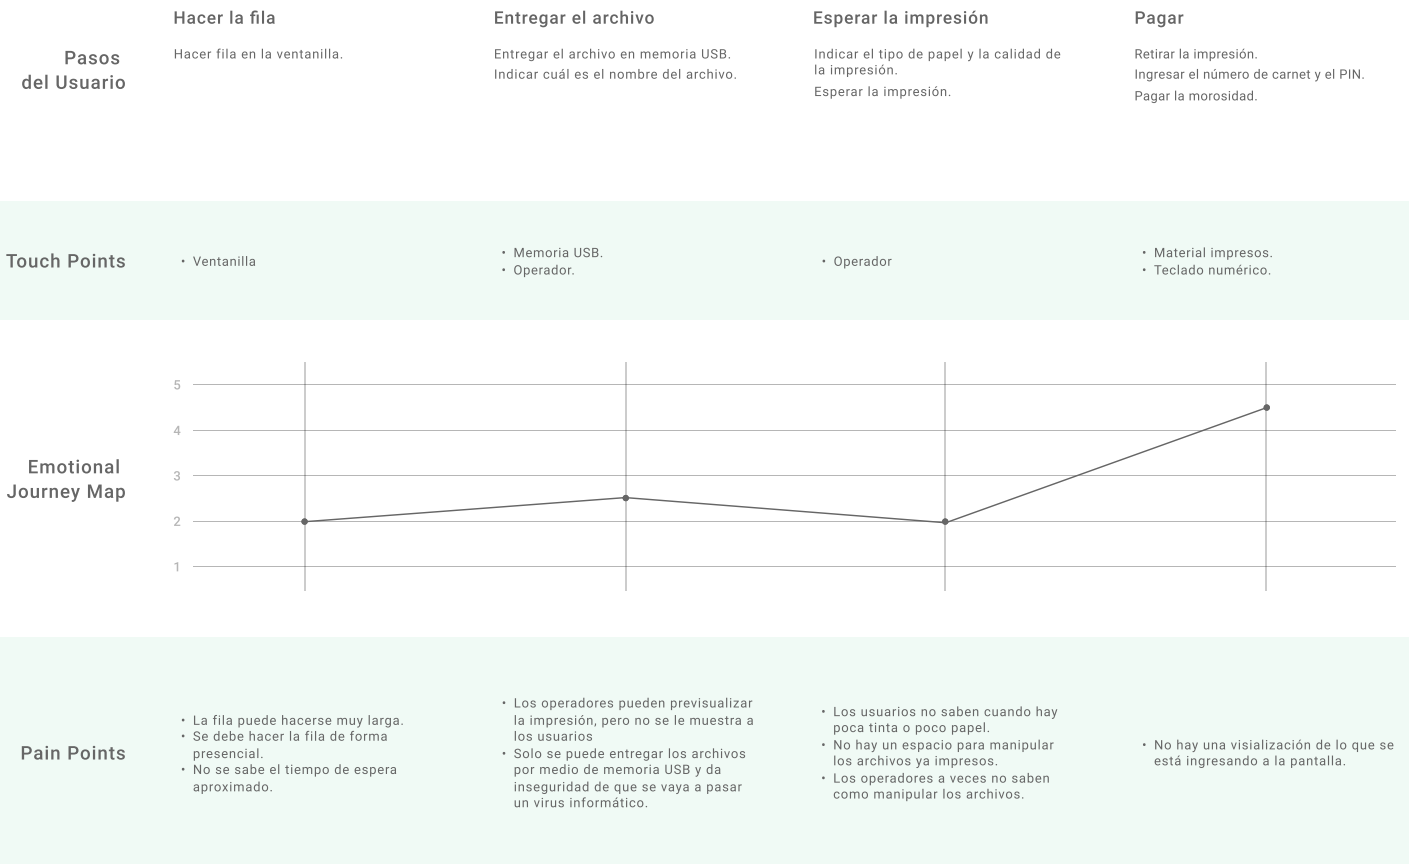 Hacer la fila
Entregar el archivo
Esperar la impresión
Pagar
Pasos
del Usuario
Hacer fila en la ventanilla.
Entregar el archivo en memoria USB.
Indicar cuál es el nombre del archivo.
Indicar el tipo de papel y la calidad de
la impresión.
Esperar la impresión.
Retirar la impresión.
Ingresar el número de carnet y el PIN.
Pagar la morosidad.
Touch Points
• Ventanilla
• Memoria USB.
• Operador.
• Operador
• Material impresos.
• Teclado numérico.
Emotional
Journey Map
5
4
3
2
1
Pain Points
• La fila puede hacerse muy larga.
• Se debe hacer la fila de forma
presencial.
• No se sabe el tiempo de espera
aproximado.
• Los operadores pueden previsualizar
la impresión, pero no se le muestra a
los usuarios
• Solo se puede entregar los archivos
por medio de memoria USB y da
inseguridad de que se vaya a pasar
un virus informático.
• Los usuarios no saben cuando hay
poca tinta o poco papel.
• No hay un espacio para manipular
los archivos ya impresos.
• Los operadores a veces no saben
como manipular los archivos.
• No hay una visialización de lo que se
está ingresando a la pantalla.